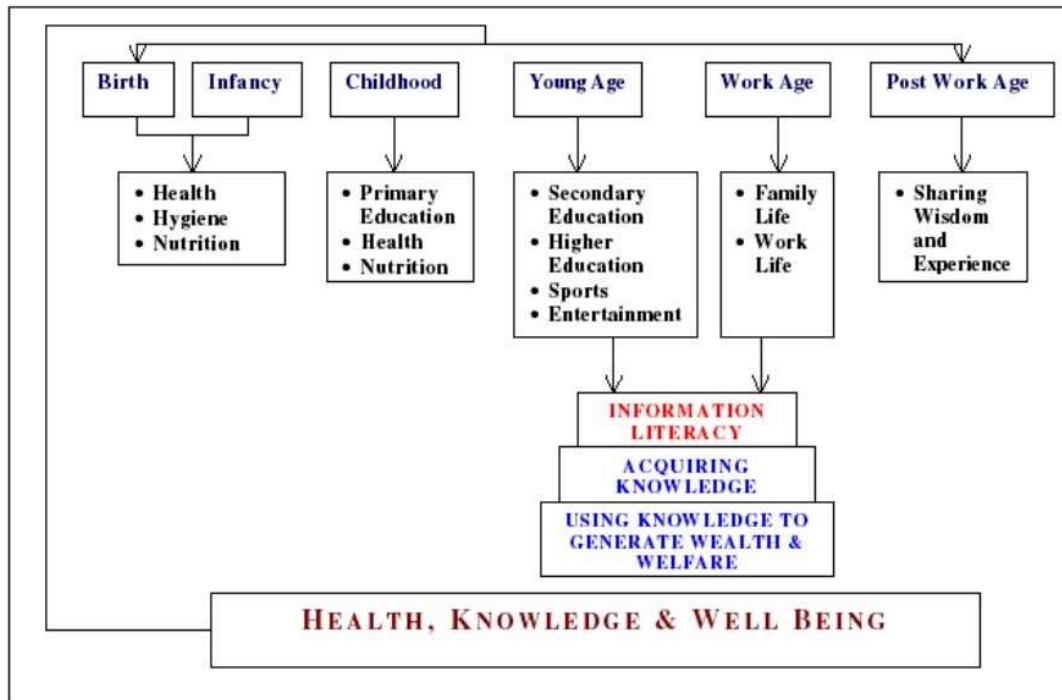 Birth
Infancy
Childhood
Young Age
Work Age
Post Work Age
• Health
• Hygiene
• Nutrition
• Primary
Education
• Health
• Nutrition
• Secondary
Education
• Higher
Education
• Sports
• Entertainment
• Family
Life
• Work
Life
• Sharing
Wisdom
and
Experience
INFORMATION
LITERACY
ACQUIRING
KNOWLEDGE
USING KNOWLEDGE TO
GENERATE WEALTH &
WELFARE
HEALTH, KNOWLEDGE & WELL BEING